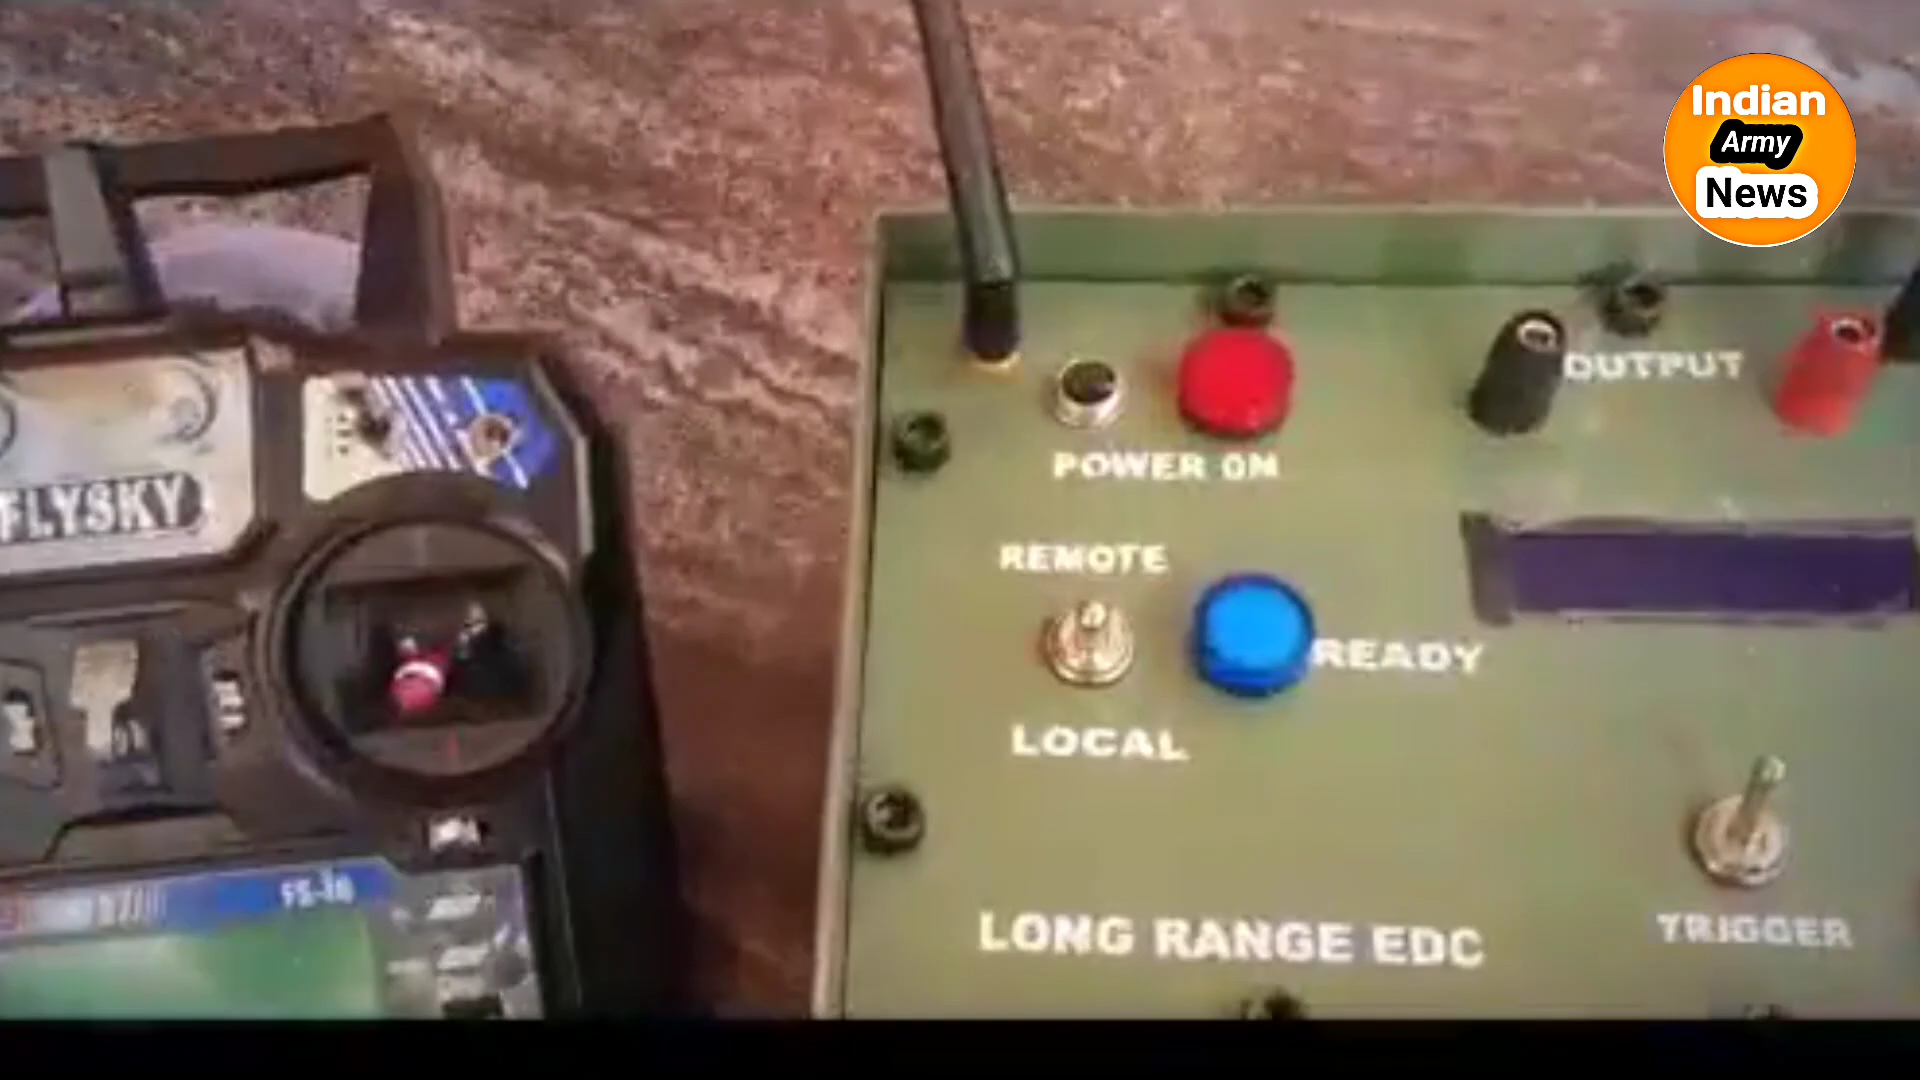 Indian
Army
News
FLYSKY
OUTPUT
POWER ON
REMOTE
READY
LOCAL
FS-i6
LONG RANGE EDC
TRIGGER